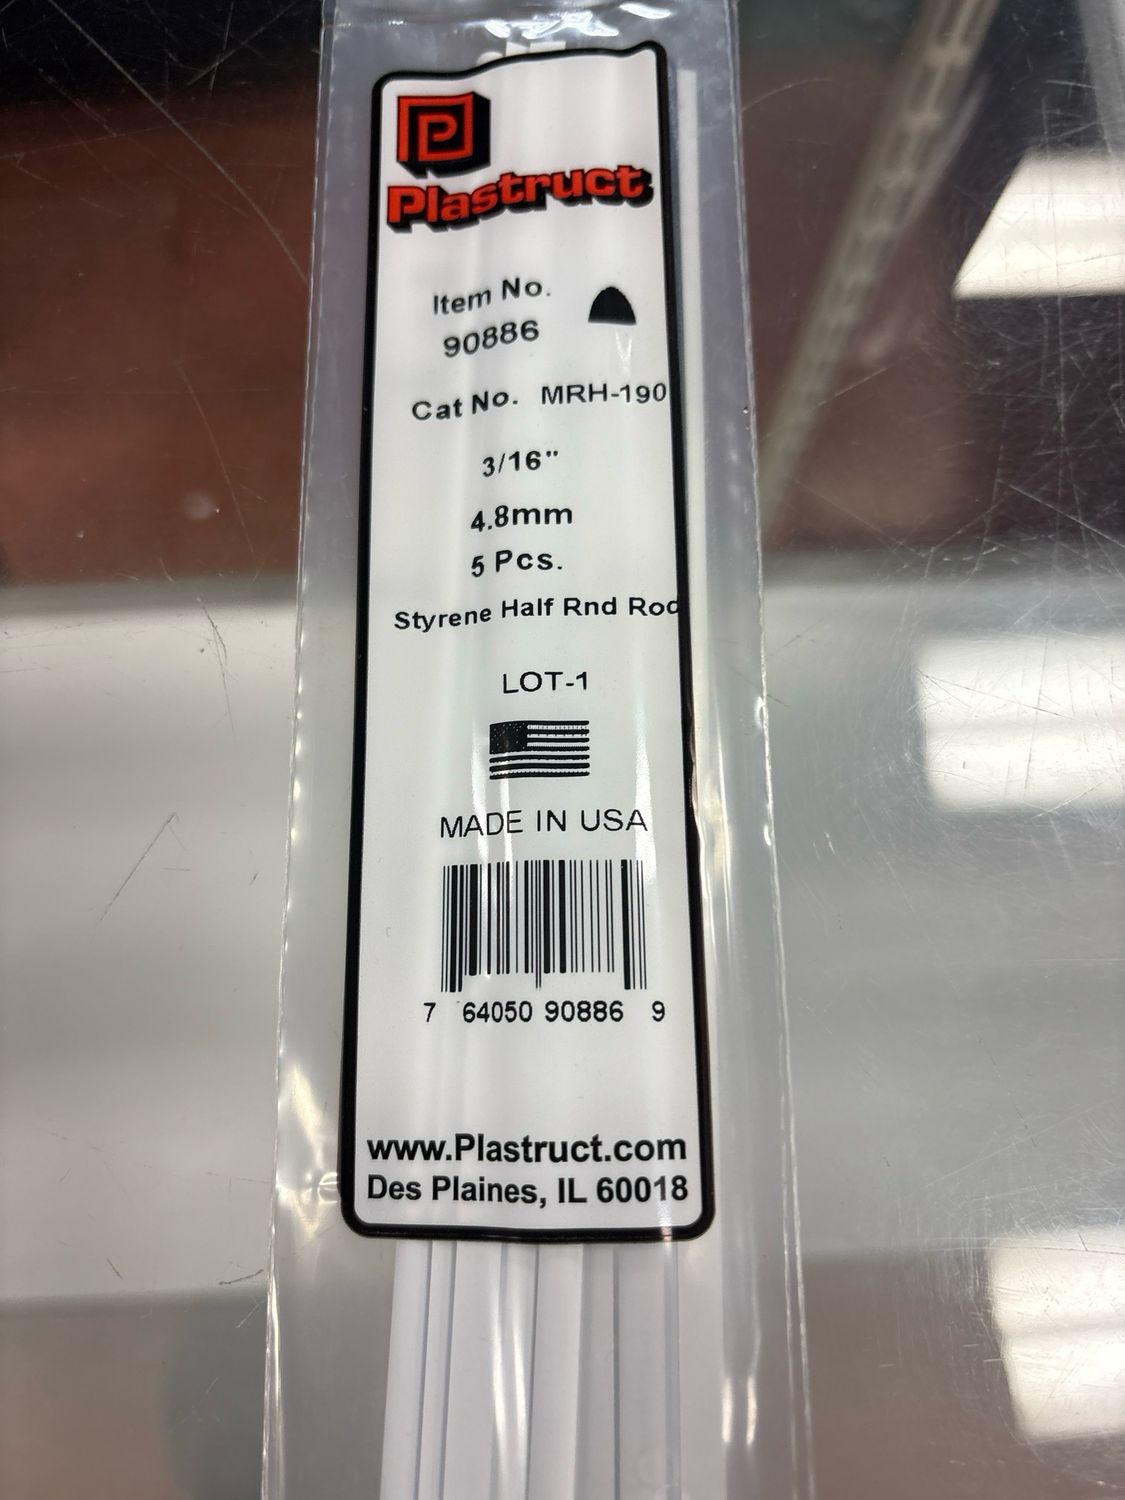 P
Plastruct
Item No.
90886
Cat No. MRH-190
3/16"
4.8mm
5 Pcs.
Styrene Half Rnd Rod
LOT-1
MADE IN USA
7 64050 90886 9
www.Plastruct.com
Des Plaines, IL 60018